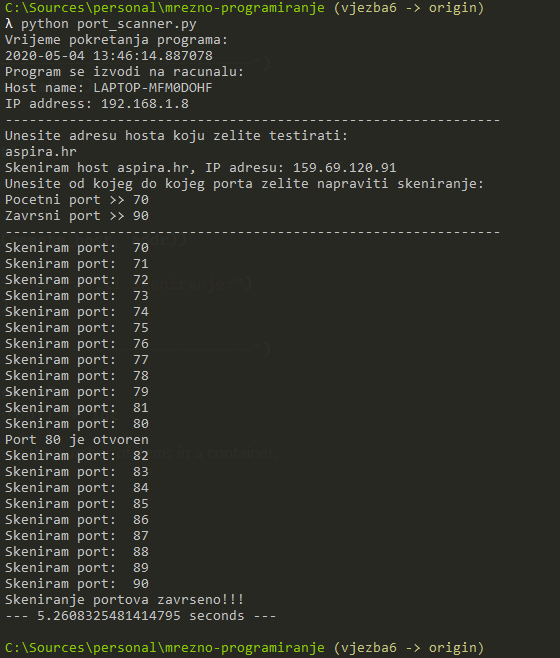 C:\Sources\personal\mrezno-programiranje (vjezba6 -> origin)
λ python port_scanner.py
Vrijeme pokretanja programa:
2020-05-04 13:46:14.887078
Program se izvodi na racunalu:
Host name: LAPTOP-MFM0DOHF
IP address: 192.168.1.8
--------------------------------------------------------------
Unesite adresu hosta koju zelite testirati:
aspira.hr
Skeniram host aspira.hr, IP adresu: 159.69.120.91
Unesite od kojeg do kojeg porta zelite napraviti skeniranje:
Pocetni port >> 70
Zavrsni port >> 90
--------------------------------------------------------------
Skeniram port:  70
Skeniram port:  71
Skeniram port:  72
Skeniram port:  73
Skeniram port:  74
Skeniram port:  75
Skeniram port:  76
Skeniram port:  77
Skeniram port:  78
Skeniram port:  79
Skeniram port:  81
Skeniram port:  80
Port 80 je otvoren
Skeniram port:  82
Skeniram port:  83
Skeniram port:  84
Skeniram port:  85
Skeniram port:  86
Skeniram port:  87
Skeniram port:  88
Skeniram port:  89
Skeniram port:  90
Skeniranje portova zavrseno!!!
--- 5.2608325481414795 seconds ---
C:\Sources\personal\mrezno-programiranje (vjezba6 -> origin)